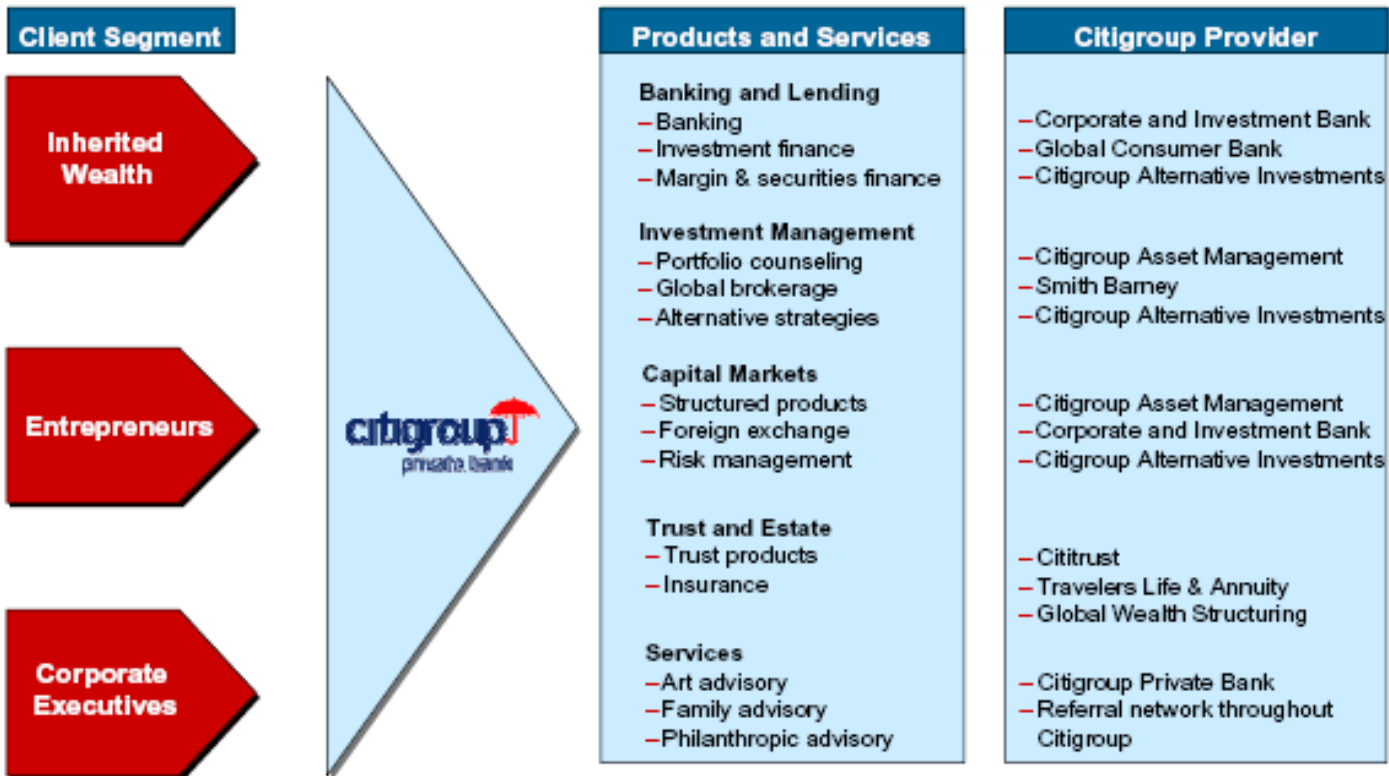 Client Segment
Inherited
Wealth
Entrepreneurs
Corporate
Executives
citigroup
private bank
Products and Services
Banking and Lending
–Banking
–Investment finance
–Margin & securities finance
Investment Management
–Portfolio counseling
–Global brokerage
–Alternative strategies
Capital Markets
–Structured products
–Foreign exchange
–Risk management
Trust and Estate
–Trust products
–Insurance
Services
–Art advisory
–Family advisory
–Philanthropic advisory
Citigroup Provider
–Corporate and Investment Bank
–Global Consumer Bank
–Citigroup Alternative Investments
–Citigroup Asset Management
–Smith Barney
–Citigroup Alternative Investments
–Citigroup Asset Management
–Corporate and Investment Bank
–Citigroup Alternative Investments
–Cititrust
–Travelers Life & Annuity
–Global Wealth Structuring
–Citigroup Private Bank
–Referral network throughout
Citigroup